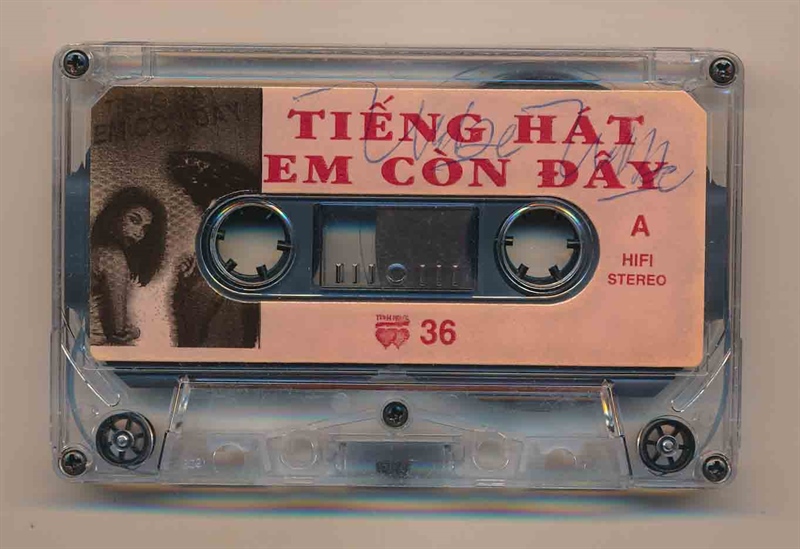 TIẾNG HÁT
EM CÒN ĐÂY
A
HIFI
STEREO
36